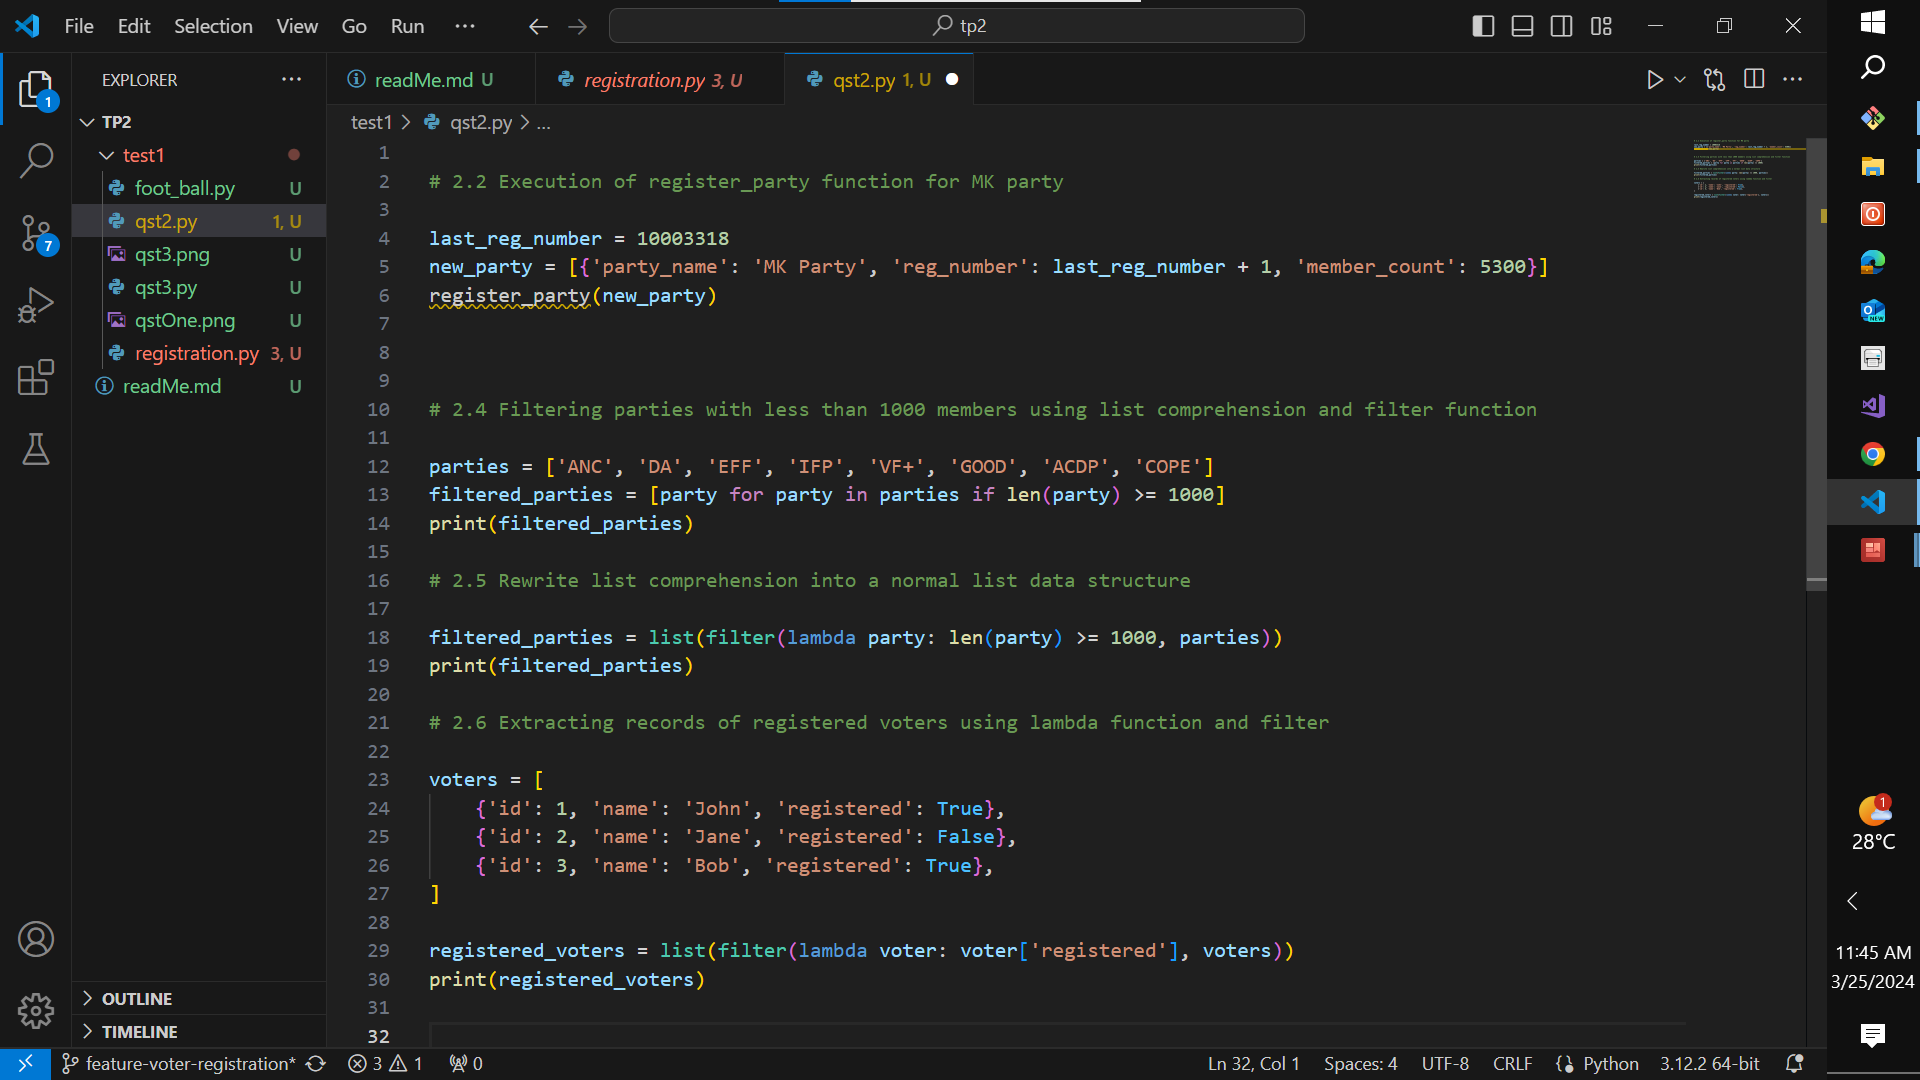 File Edit Selection View Go Run ...
tp2
EXPLORER
TP2
test1
foot_ball.py U
qst2.py 1, U
qst3.png U
qst3.py U
qstOne.png U
registration.py 3, U
readMe.md U
OUTLINE
TIMELINE
1
7
readMe.md U
registration.py 3, U
qst2.py 1, U
test1 > qst2.py > ...
1
2 # 2.2 Execution of register_party function for MK party
3
4 last_reg_number = 10003318
5 new_party = [{'party_name': 'MK Party', 'reg_number': last_reg_number + 1, 'member_count': 5300}]
6 register_party(new_party)
7
8
9
10 # 2.4 Filtering parties with less than 1000 members using list comprehension and filter function
11
12 parties = ['ANC', 'DA', 'EFF', 'IFP', 'VF+', 'GOOD', 'ACDP', 'COPE']
13 filtered_parties = [party for party in parties if len(party) >= 1000]
14 print(filtered_parties)
15
16 # 2.5 Rewrite list comprehension into a normal list data structure
17
18 filtered_parties = list(filter(lambda party: len(party) >= 1000, parties))
19 print(filtered_parties)
20
21 # 2.6 Extracting records of registered voters using lambda function and filter
22
23 voters = [
24     {'id': 1, 'name': 'John', 'registered': True},
25     {'id': 2, 'name': 'Jane', 'registered': False},
26     {'id': 3, 'name': 'Bob', 'registered': True},
27 ]
28
29 registered_voters = list(filter(lambda voter: voter['registered'], voters))
30 print(registered_voters)
31
32
feature-voter-registration* 3 1 0
Ln 32, Col 1 Spaces: 4 UTF-8 CRLF Python 3.12.2 64-bit
NEW
1
28°C
11:45 AM
3/25/2024